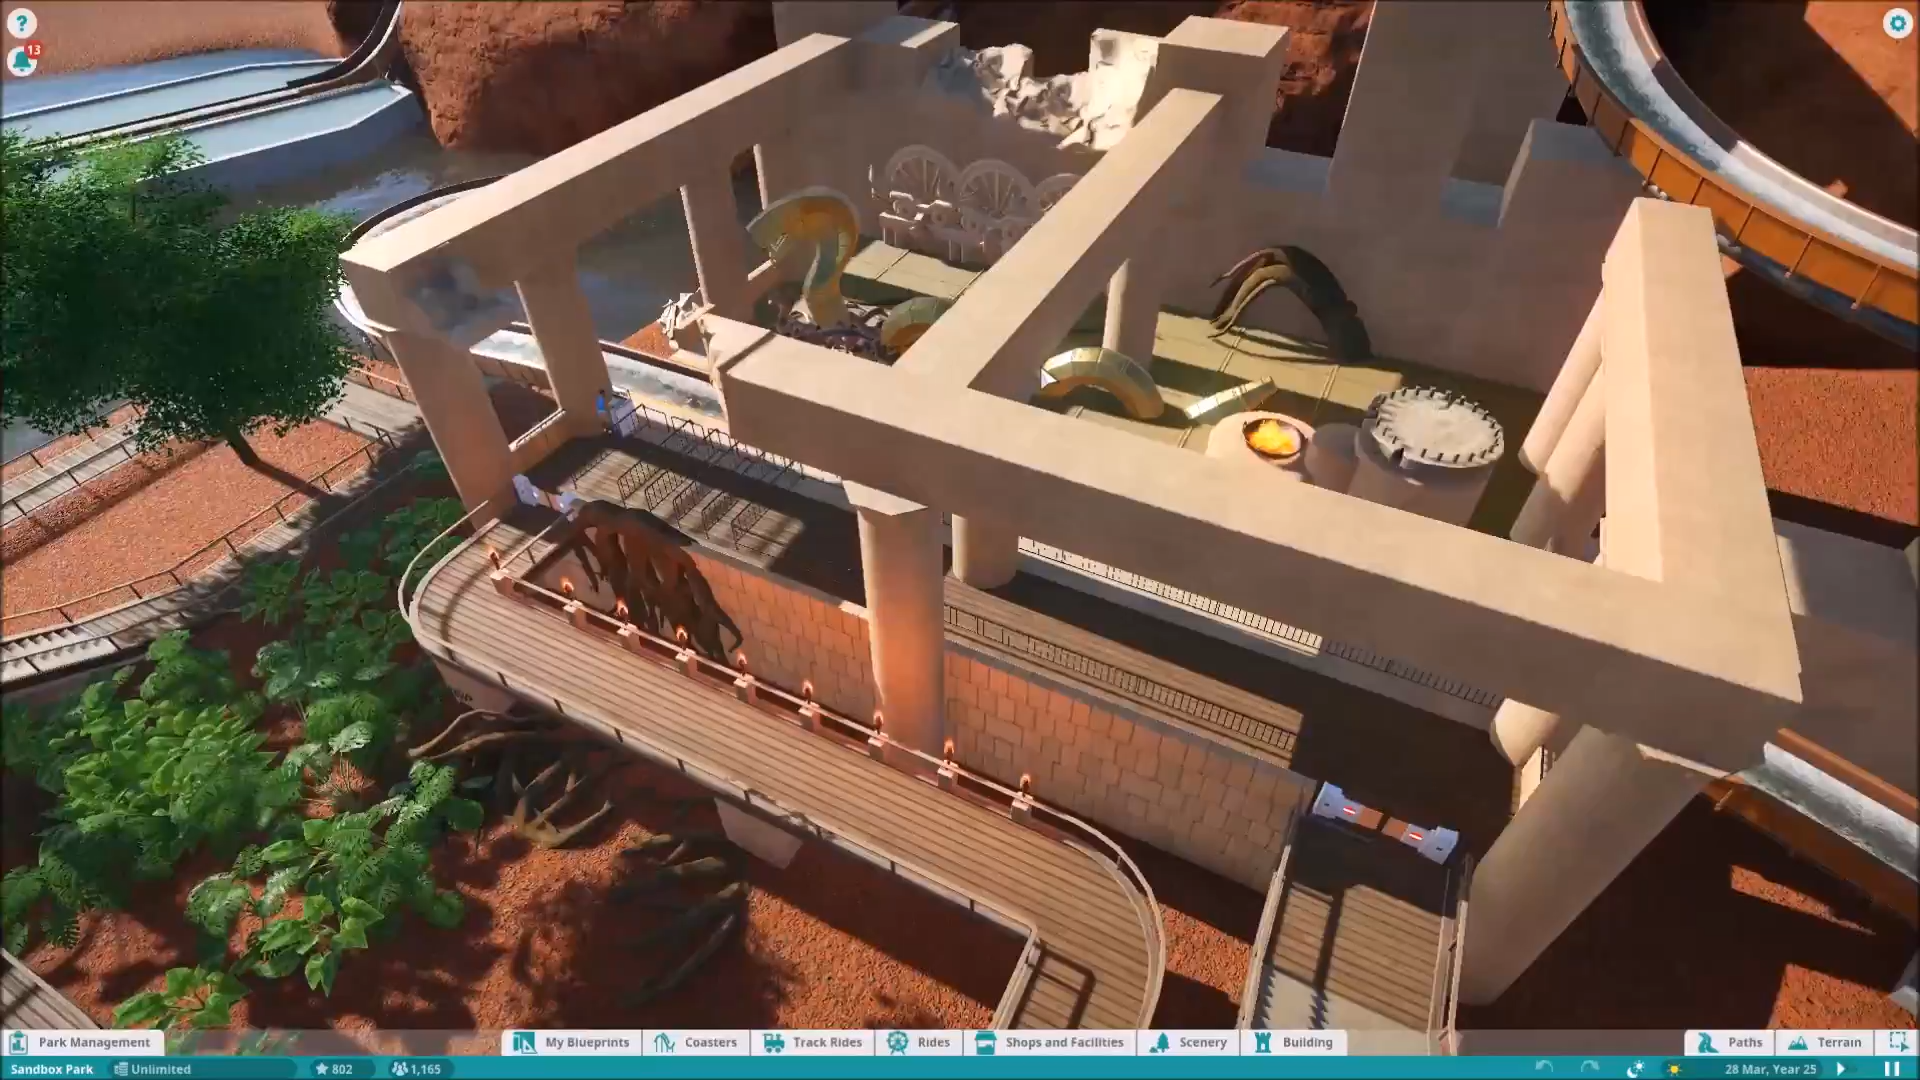 ?
13
Park Management
My Blueprints
Coasters
Track Rides
Rides
Shops and Facilities
Scenery
Building
Paths
Terrain
Sandbox Park
Unlimited
802
1,165
28 Mar, Year 25